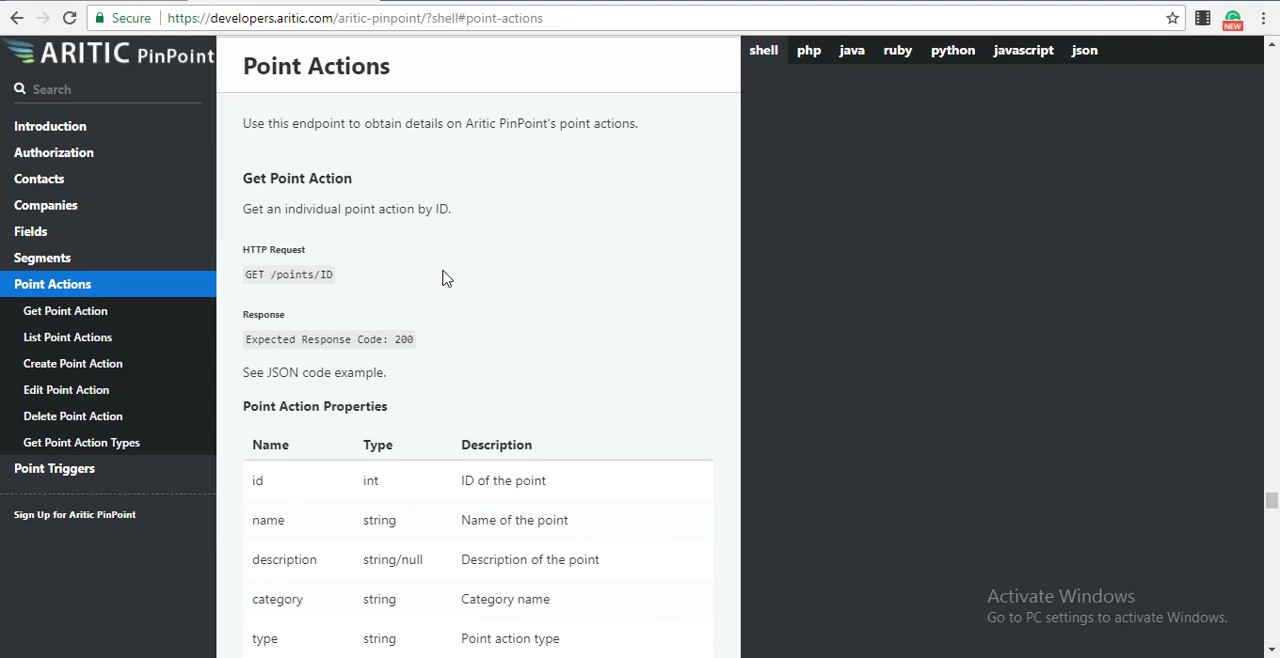 Secure https://developers.aritic.com/aritic-pinpoint/?shell#point-actions
NEW
ARITIC PinPoint
Search
Introduction
Authorization
Contacts
Companies
Fields
Segments
Point Actions
Get Point Action
List Point Actions
Create Point Action
Edit Point Action
Delete Point Action
Get Point Action Types
Point Triggers
Sign Up for Aritic PinPoint
Point Actions
Use this endpoint to obtain details on Aritic PinPoint's point actions.
Get Point Action
Get an individual point action by ID.
HTTP Request
GET /points/ID
Response
Expected Response Code: 200
See JSON code example.
Point Action Properties
Name Type Description
id int ID of the point
name string Name of the point
description string/null Description of the point
category string Category name
type string Point action type
shell php java ruby python javascript json
Activate Windows
Go to PC settings to activate Windows.